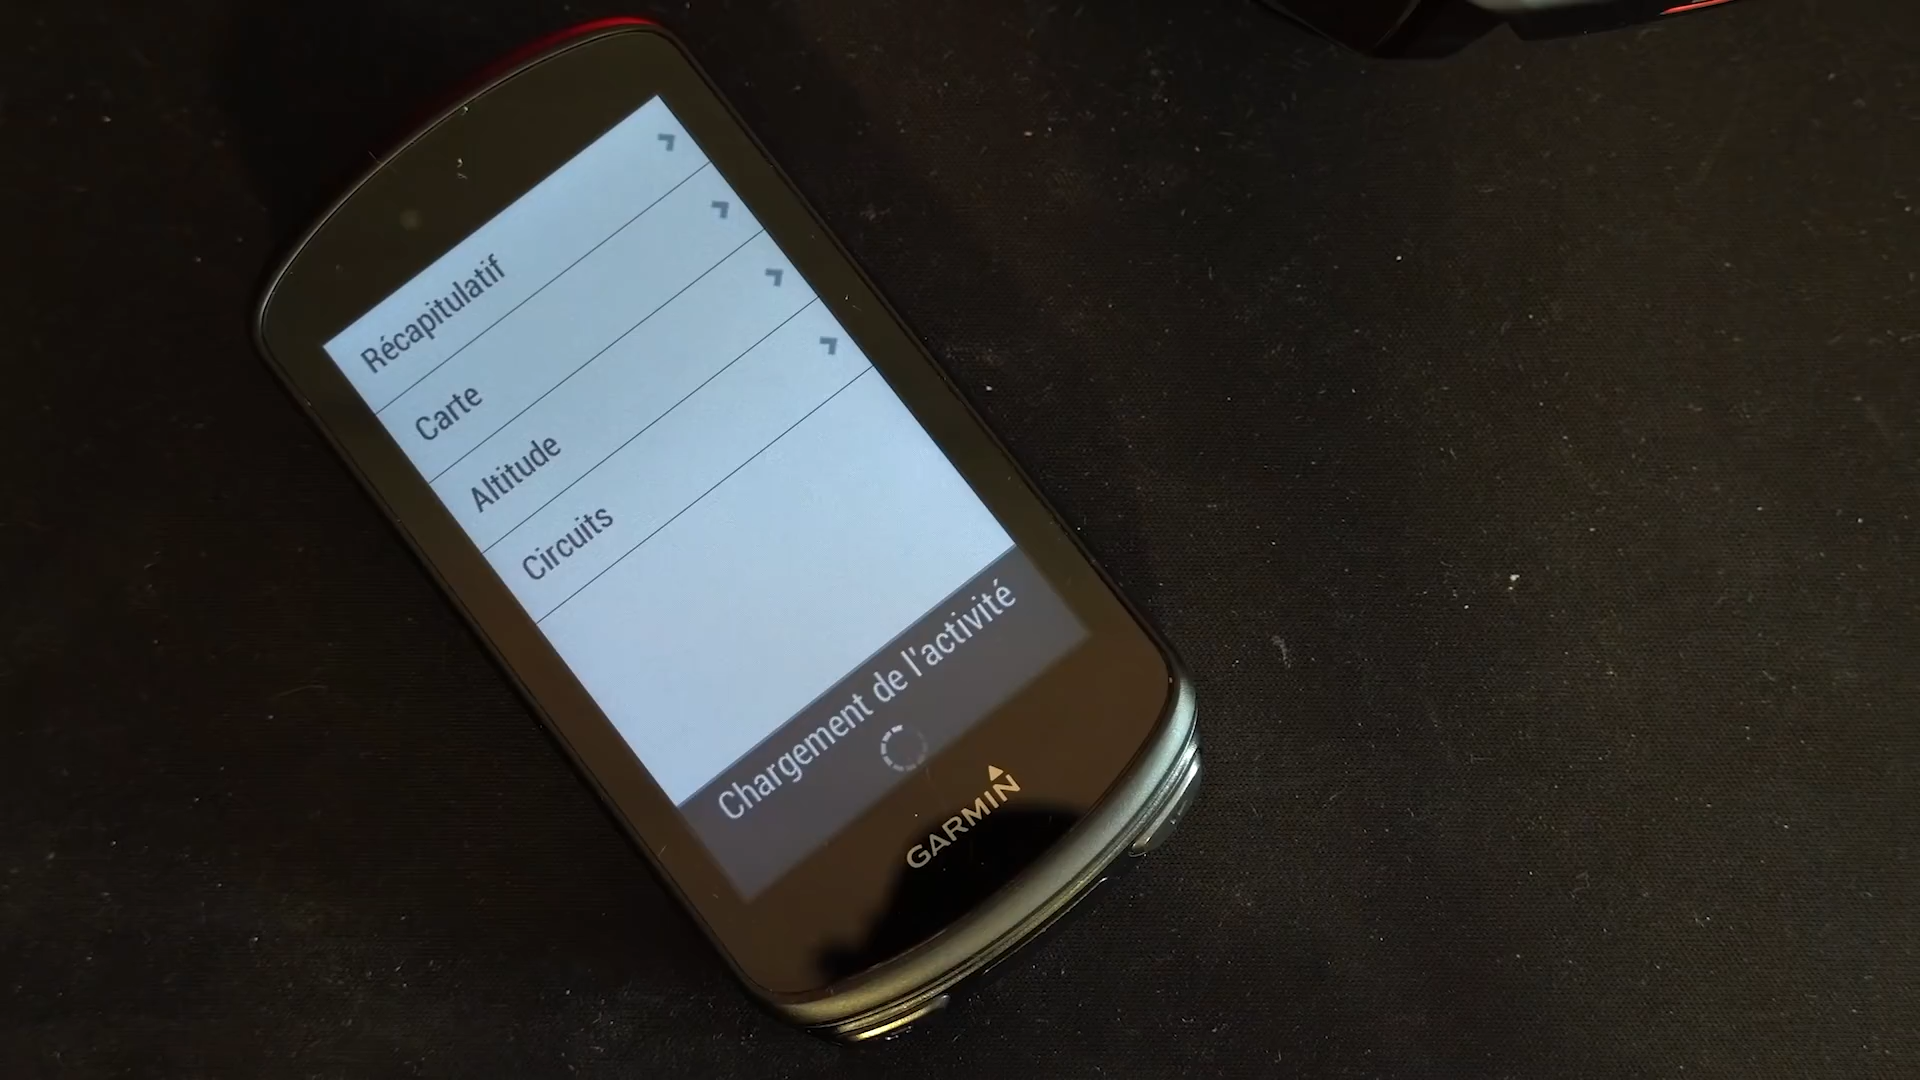 Récapitulatif
Carte
Altitude
Circuits
Chargement de l'activité
GARMIN